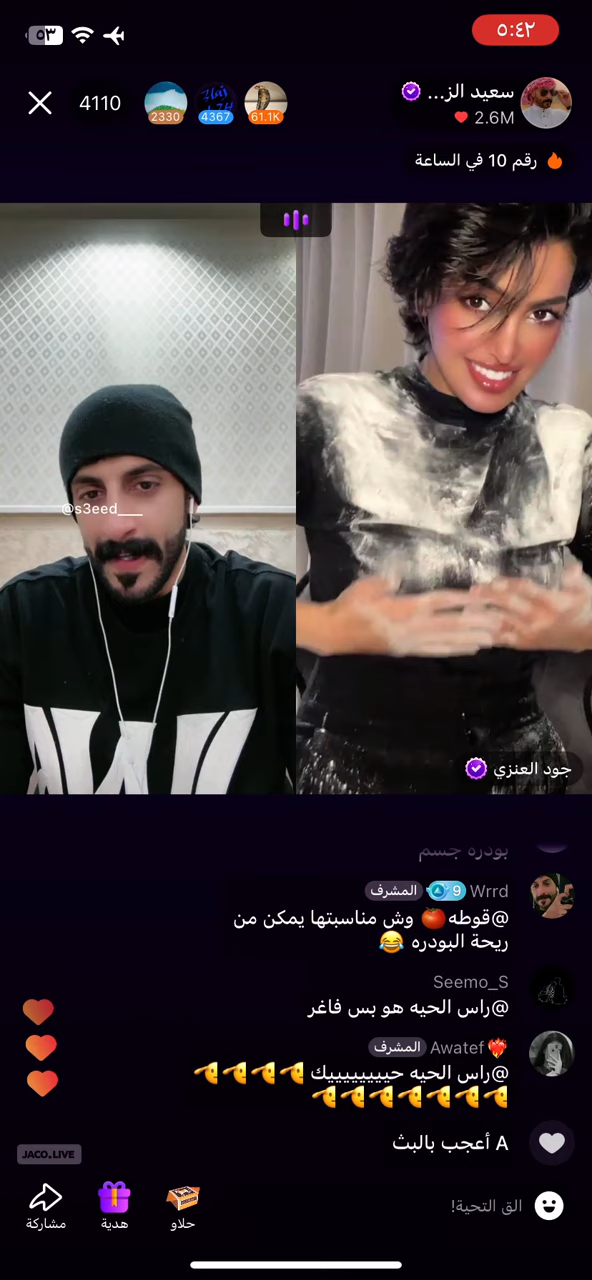 ٥:٤٢
٥٣
سعيد الز...
2.6M
4110
2330
4367
61.1K
رقم 10 في الساعة
@s3eed___
جود العنزي
بودره جسم
Wrrd 9 المشرف
@قوطه🍅 وش مناسبتها يمكن من
ريحة البودره 😂
Seemo_S
@راس الحيه هو بس فاغر
Awatef❤️‍🔥 المشرف
@راس الحيه حييييييييك 🫡🫡🫡🫡
🫡🫡🫡🫡🫡🫡🫡
A أعجب بالبث
JACO.LIVE
الق التحية!
حلاو
هدية
مشاركة